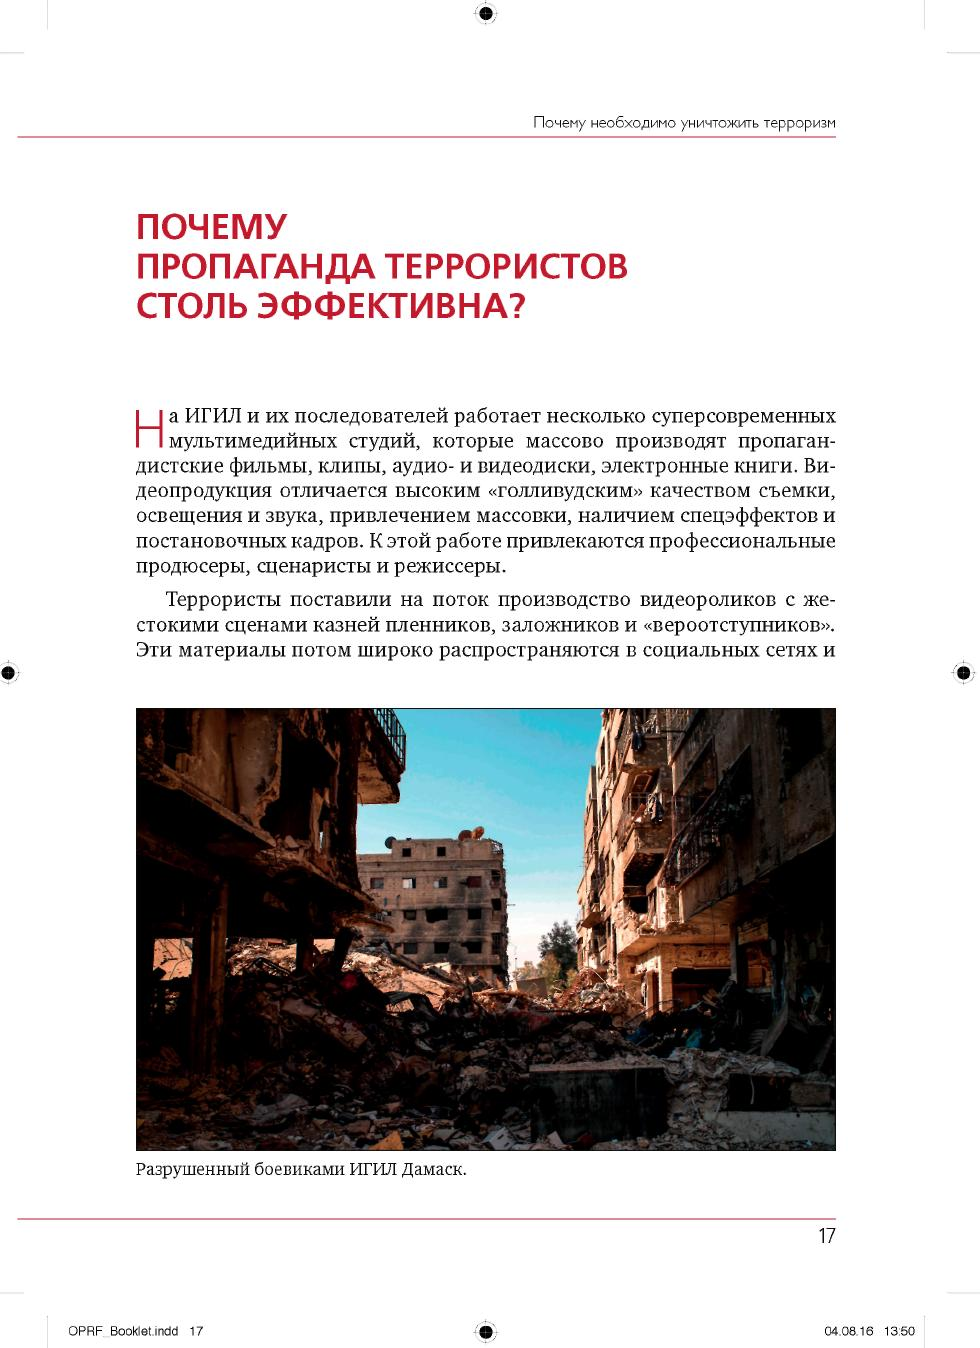 Почему необходимо уничтожить терроризм
ПОЧЕМУ
ПРОПАГАНДА ТЕРРОРИСТОВ
СТОЛЬ ЭФФЕКТИВНА?
На ИГИЛ и их последователей работает несколько суперсовременных
мультимедийных студий, которые массово производят пропаган-
дистские фильмы, клипы, аудио- и видеодиски, электронные книги. Ви-
деопродукция отличается высоким «голливудским» качеством съемки,
освещения и звука, привлечением массовки, наличием спецэффектов и
постановочных кадров. К этой работе привлекаются профессиональные
продюсеры, сценаристы и режиссеры.
Террористы поставили на поток производство видеороликов с же-
стокими сценами казней пленников, заложников и «вероотступников».
Эти материалы потом широко распространяются в социальных сетях и
Разрушенный боевиками ИГИЛ Дамаск.
17
OPRF_Booklet.indd 17
04.08.16 13:50